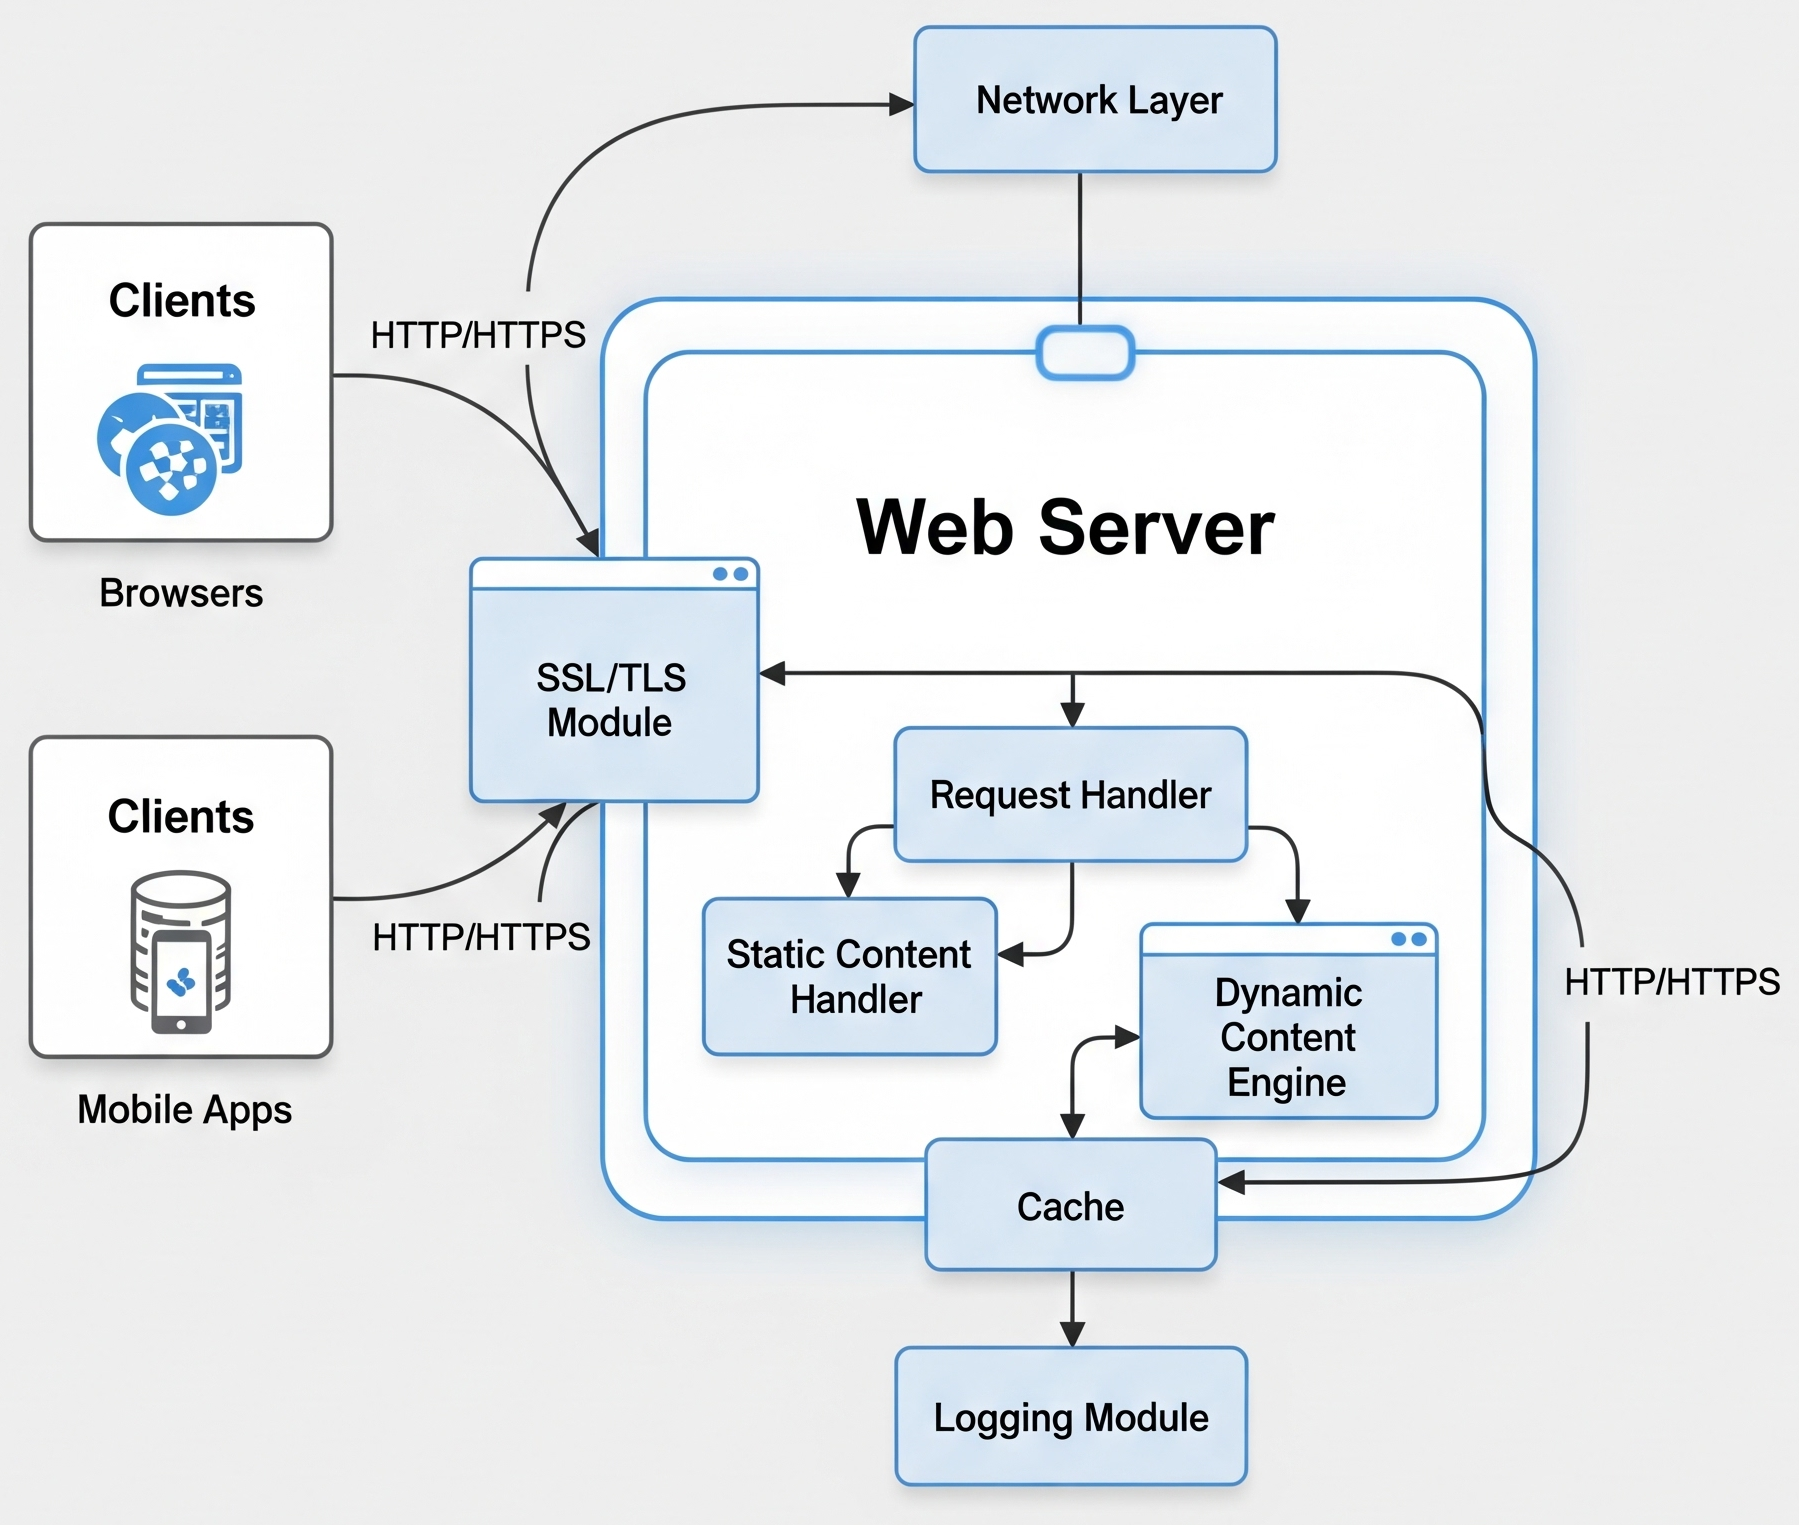 Network Layer
Clients
HTTP/HTTPS
Browsers
Web Server
SSL/TLS
Module
Request Handler
Clients
HTTP/HTTPS
Mobile Apps
Static Content
Handler
Dynamic
Content
Engine
HTTP/HTTPS
Cache
Logging Module